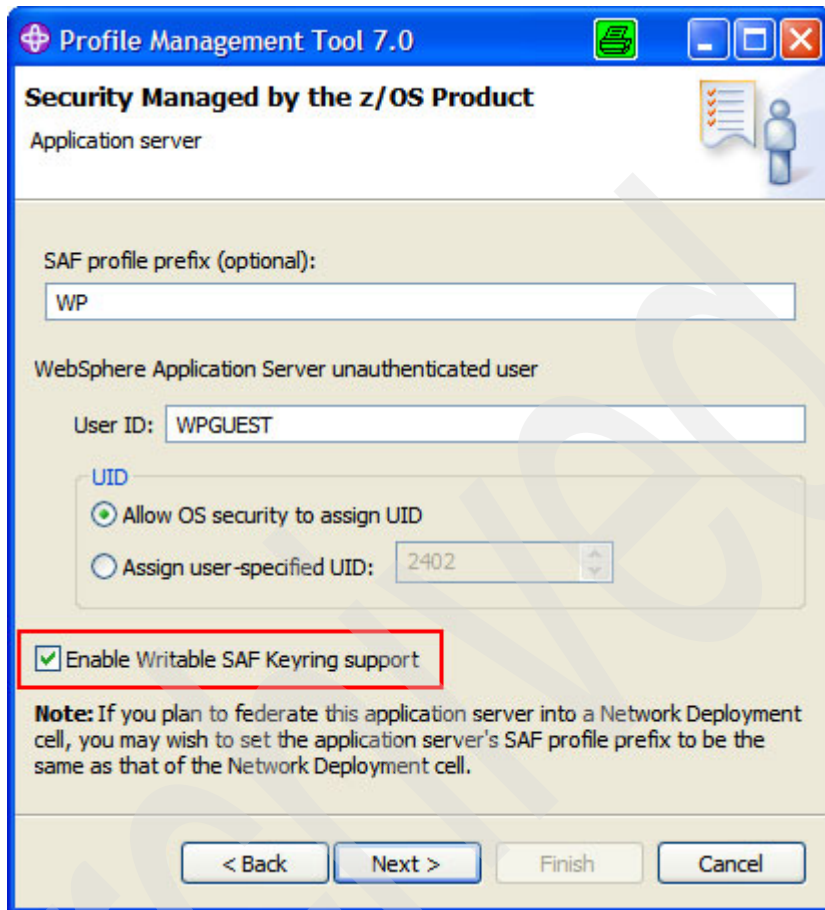 Profile Management Tool 7.0
Security Managed by the z/OS Product
Application server
SAF profile prefix (optional):
WP
WebSphere Application Server unauthenticated user
User ID: WPGUEST
UID
Allow OS security to assign UID
Assign user-specified UID: 2402
Enable Writable SAF Keyring support
Note: If you plan to federate this application server into a Network Deployment
cell, you may wish to set the application server's SAF profile prefix to be the
same as that of the Network Deployment cell.
< Back Next > Finish Cancel